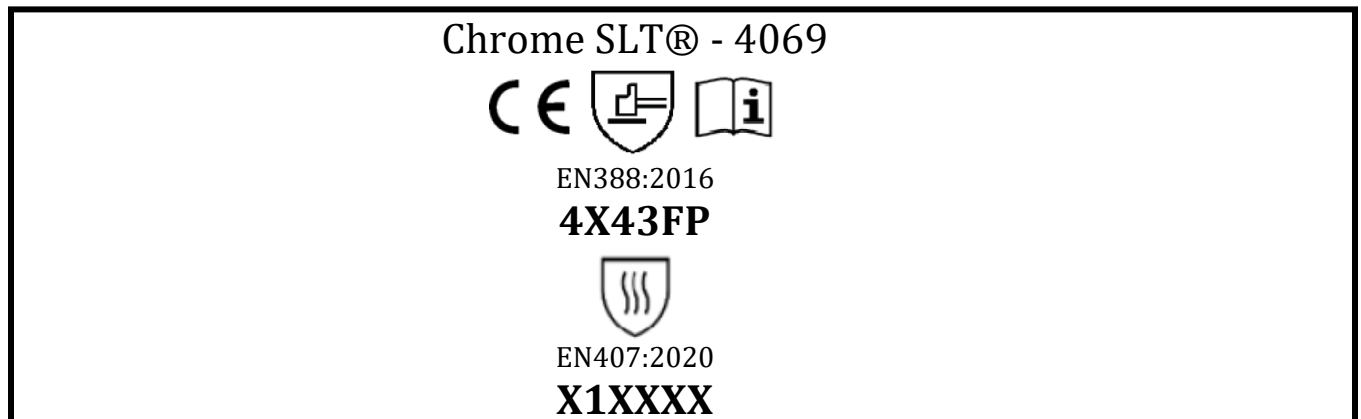 Chrome SLT® - 4069
CE i
EN388:2016
4X43FP
EN407:2020
X1XXXX